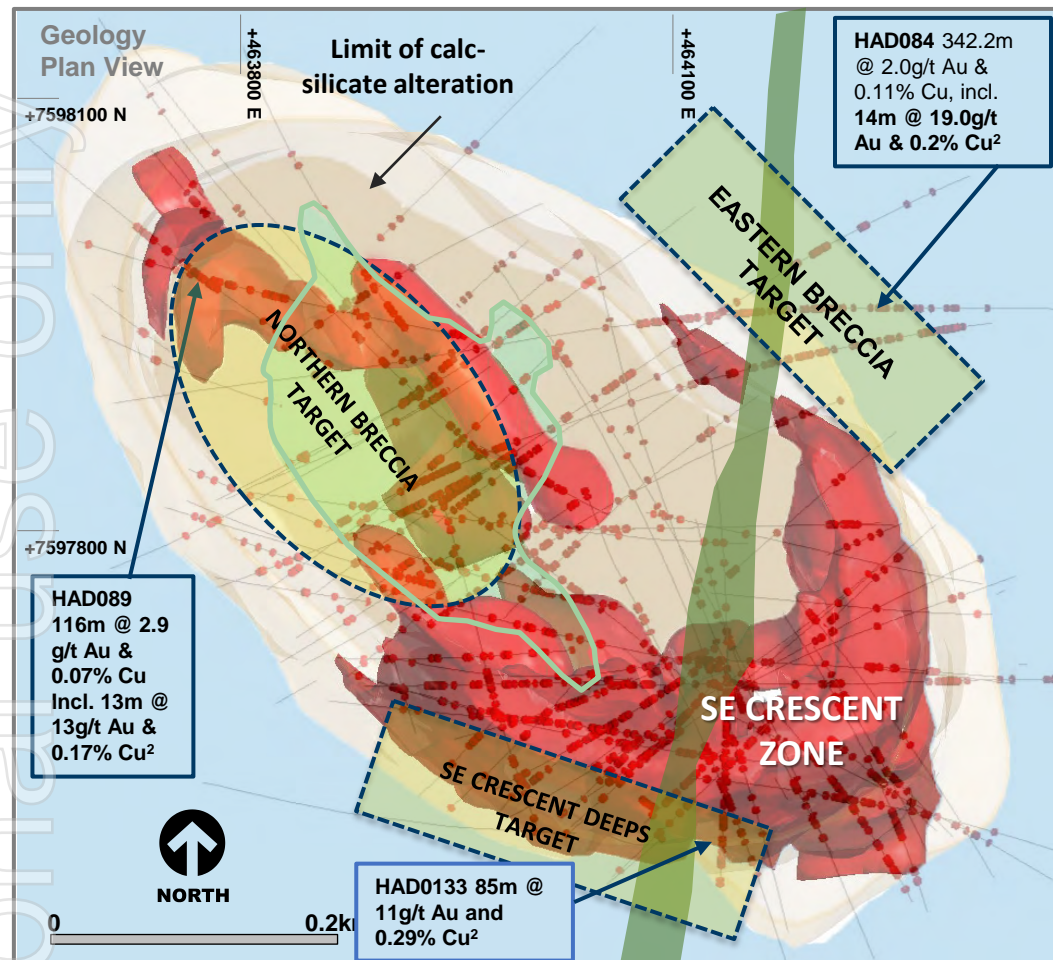 Geology
Plan View
+463800 E
Limit of calc-
silicate alteration
+464100 E
HAD084 342.2m
@ 2.0g/t Au &
0.11% Cu, incl.
14m @ 19.0g/t
Au & 0.2% Cu²
+7598100 N
EASTERN BRECCIA
TARGET
NORTHERN BRECCIA
TARGET
+7597800 N
HAD089
116m @ 2.9
g/t Au &
0.07% Cu
Incl. 13m @
13g/t Au &
0.17% Cu²
SE CRESCENT
ZONE
SE CRESCENT DEEPS
TARGET
NORTH
HAD0133 85m @
11g/t Au and
0.29% Cu²
0
0.2k